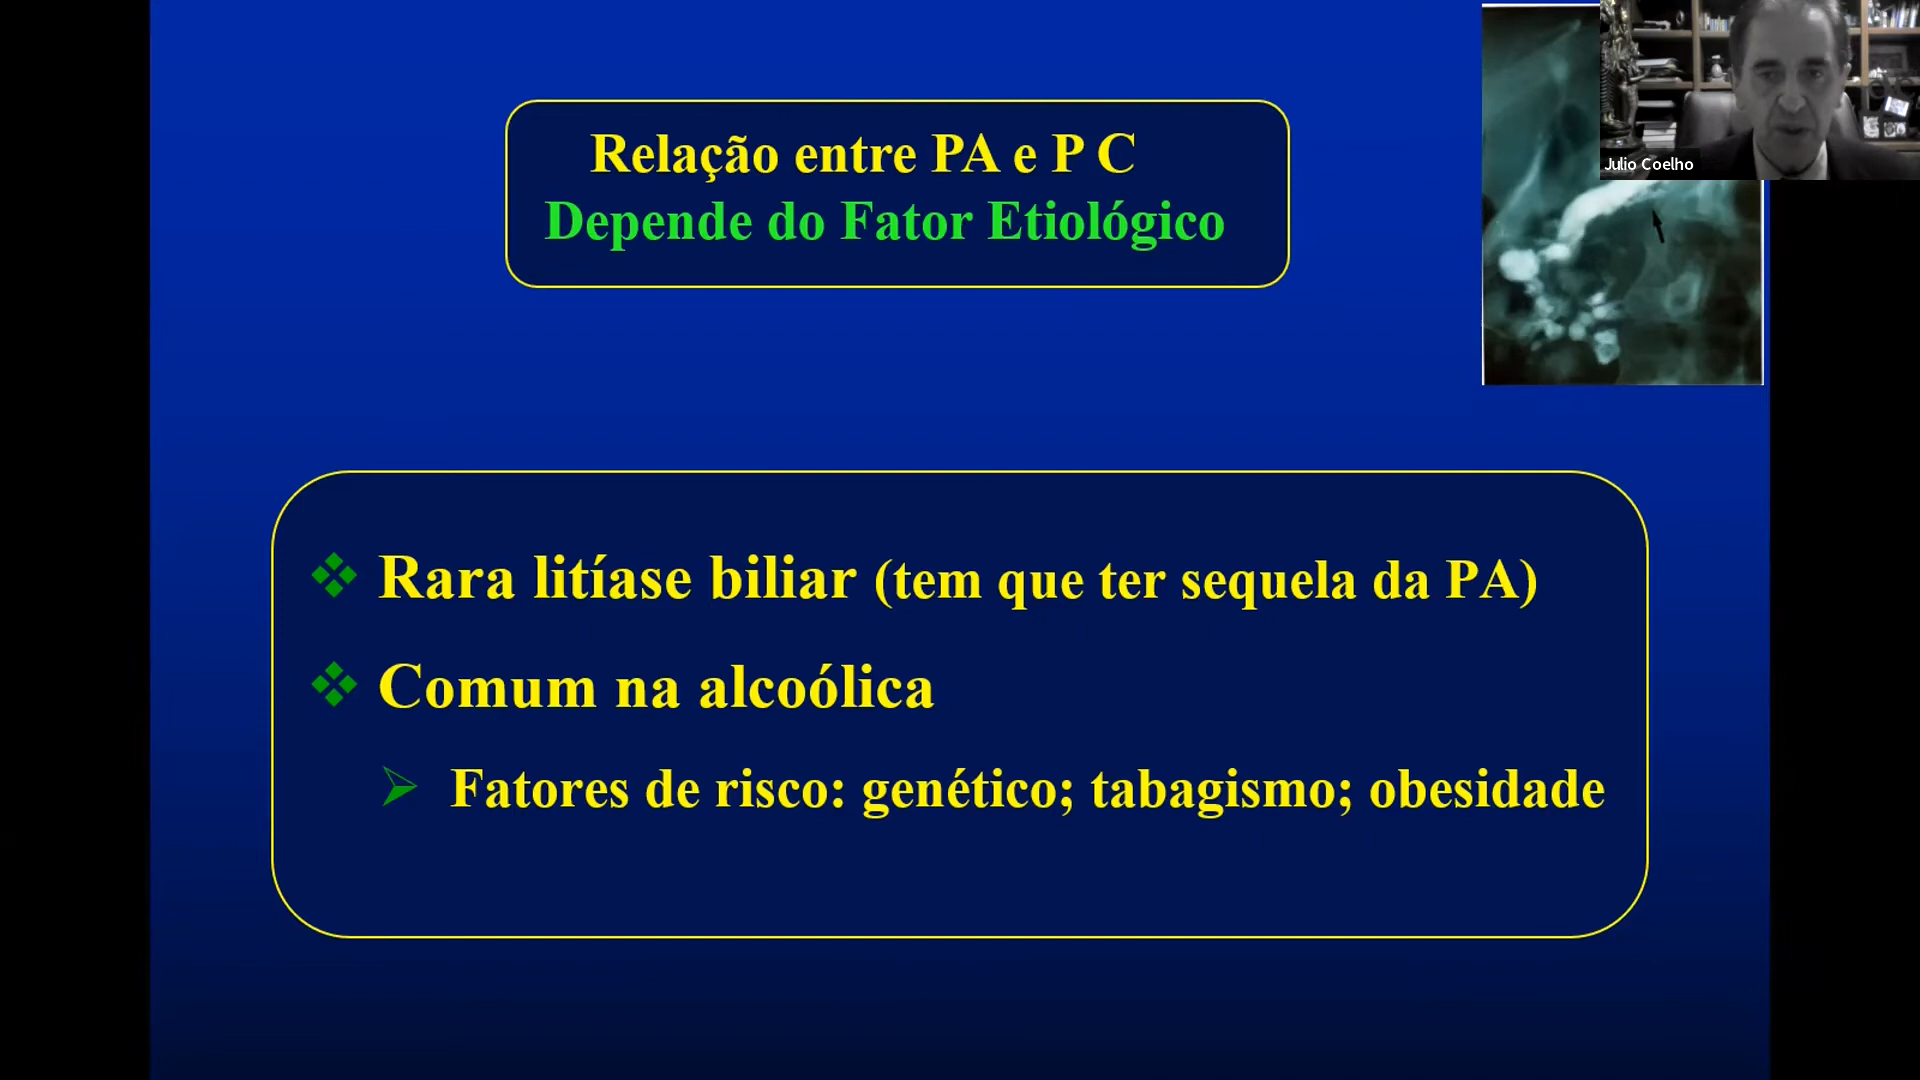 Relação entre PA e P C
Depende do Fator Etiológico
Julio Coelho
Rara litíase biliar (tem que ter sequela da PA)
Comum na alcoólica
Fatores de risco: genético; tabagismo; obesidade